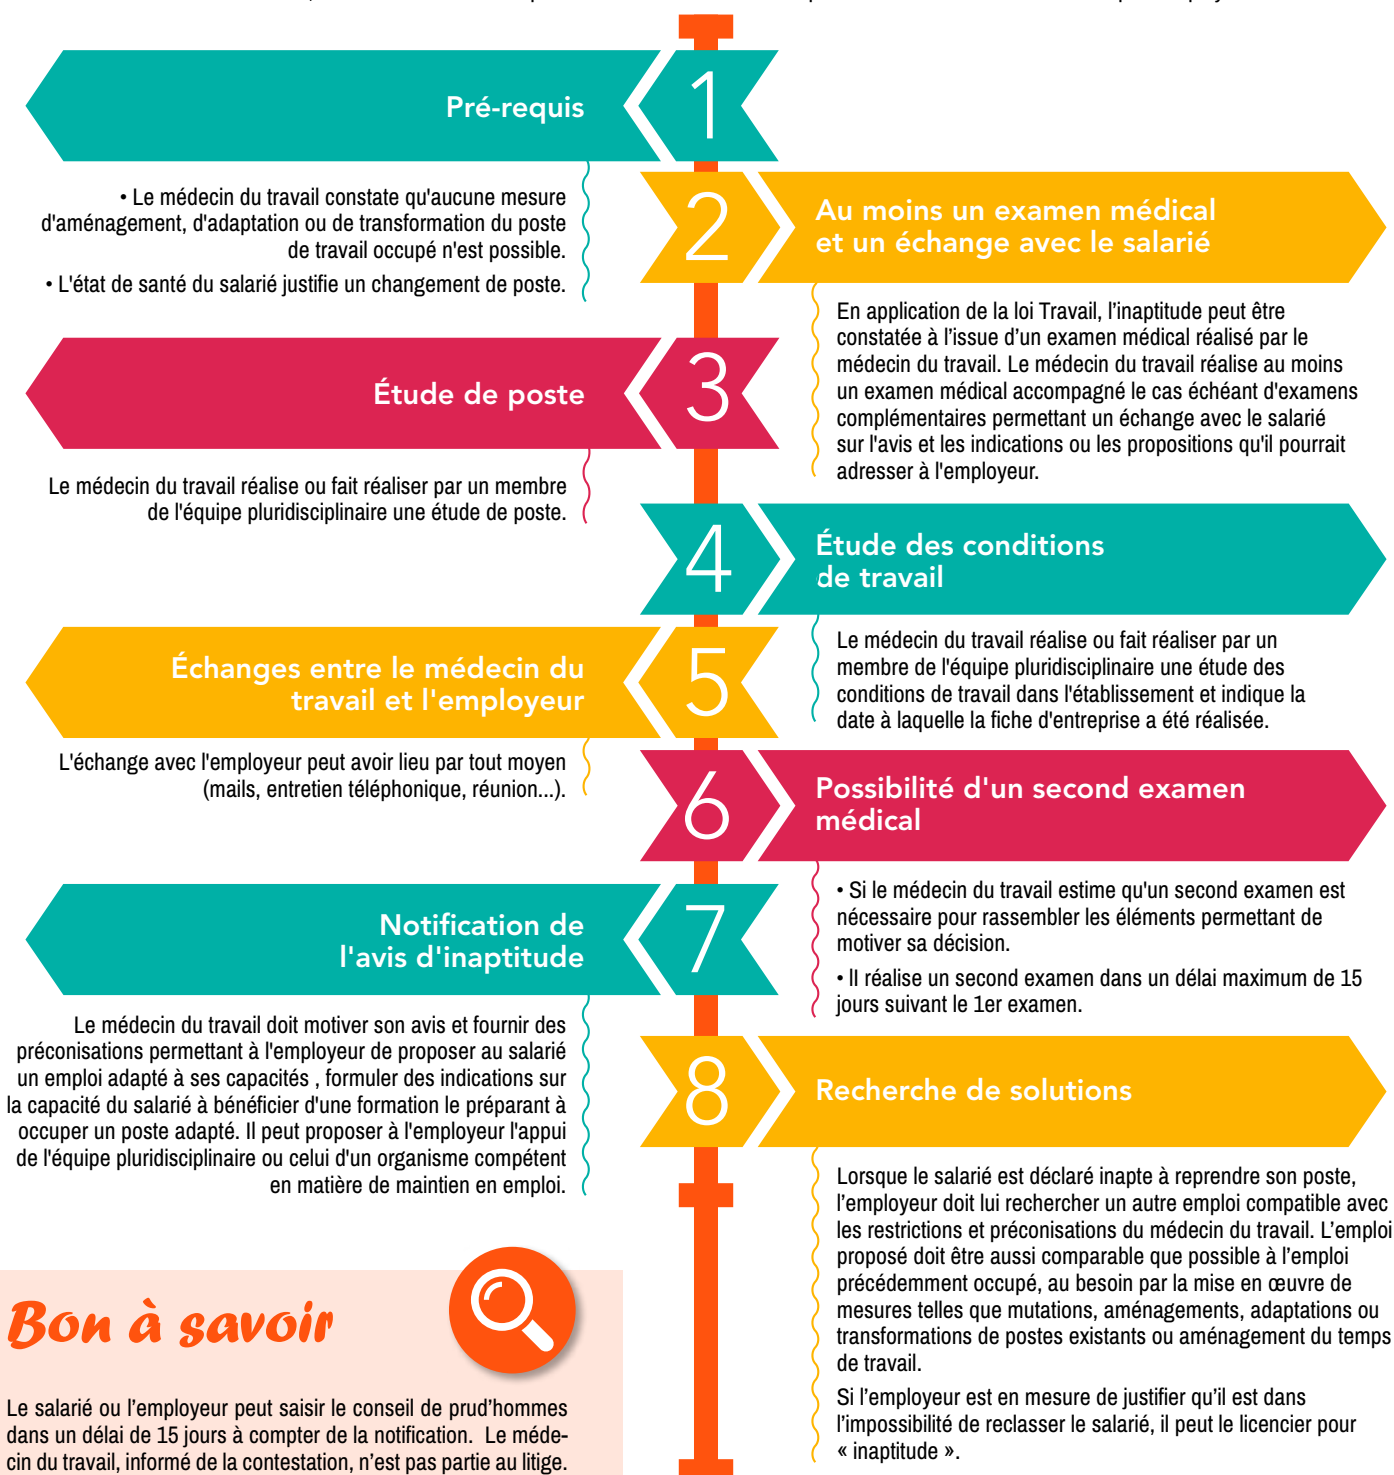 1
Pré-requis
• Le médecin du travail constate qu'aucune mesure
d'aménagement, d'adaptation ou de transformation du poste
de travail occupé n'est possible.
• L'état de santé du salarié justifie un changement de poste.
2
Au moins un examen médical
et un échange avec le salarié
En application de la loi Travail, l’inaptitude peut être
constatée à l’issue d’un examen médical réalisé par le
médecin du travail. Le médecin du travail réalise au moins
un examen médical accompagné le cas échéant d'examens
complémentaires permettant un échange avec le salarié
sur l'avis et les indications ou les propositions qu'il pourrait
adresser à l'employeur.
3
Étude de poste
Le médecin du travail réalise ou fait réaliser par un membre
de l'équipe pluridisciplinaire une étude de poste.
4
Étude des conditions
de travail
Le médecin du travail réalise ou fait réaliser par un
membre de l'équipe pluridisciplinaire une étude des
conditions de travail dans l'établissement et indique la
date à laquelle la fiche d'entreprise a été réalisée.
5
Échanges entre le médecin du
travail et l'employeur
L'échange avec l'employeur peut avoir lieu par tout moyen
(mails, entretien téléphonique, réunion...).
6
Possibilité d'un second examen
médical
• Si le médecin du travail estime qu'un second examen est
nécessaire pour rassembler les éléments permettant de
motiver sa décision.
• Il réalise un second examen dans un délai maximum de 15
jours suivant le 1er examen.
7
Notification de
l'avis d'inaptitude
Le médecin du travail doit motiver son avis et fournir des
préconisations permettant à l'employeur de proposer au salarié
un emploi adapté à ses capacités , formuler des indications sur
la capacité du salarié à bénéficier d'une formation le préparant à
occuper un poste adapté. Il peut proposer à l'employeur l'appui
de l'équipe pluridisciplinaire ou celui d'un organisme compétent
en matière de maintien en emploi.
8
Recherche de solutions
Lorsque le salarié est déclaré inapte à reprendre son poste,
l’employeur doit lui rechercher un autre emploi compatible avec
les restrictions et préconisations du médecin du travail. L’emploi
proposé doit être aussi comparable que possible à l’emploi
précédemment occupé, au besoin par la mise en œuvre de
mesures telles que mutations, aménagements, adaptations ou
transformations de postes existants ou aménagement du temps
de travail.
Si l’employeur est en mesure de justifier qu’il est dans
l’impossibilité de reclasser le salarié, il peut le licencier pour
« inaptitude ».
Bon à savoir
Le salarié ou l’employeur peut saisir le conseil de prud’hommes
dans un délai de 15 jours à compter de la notification. Le méde-
cin du travail, informé de la contestation, n’est pas partie au litige.